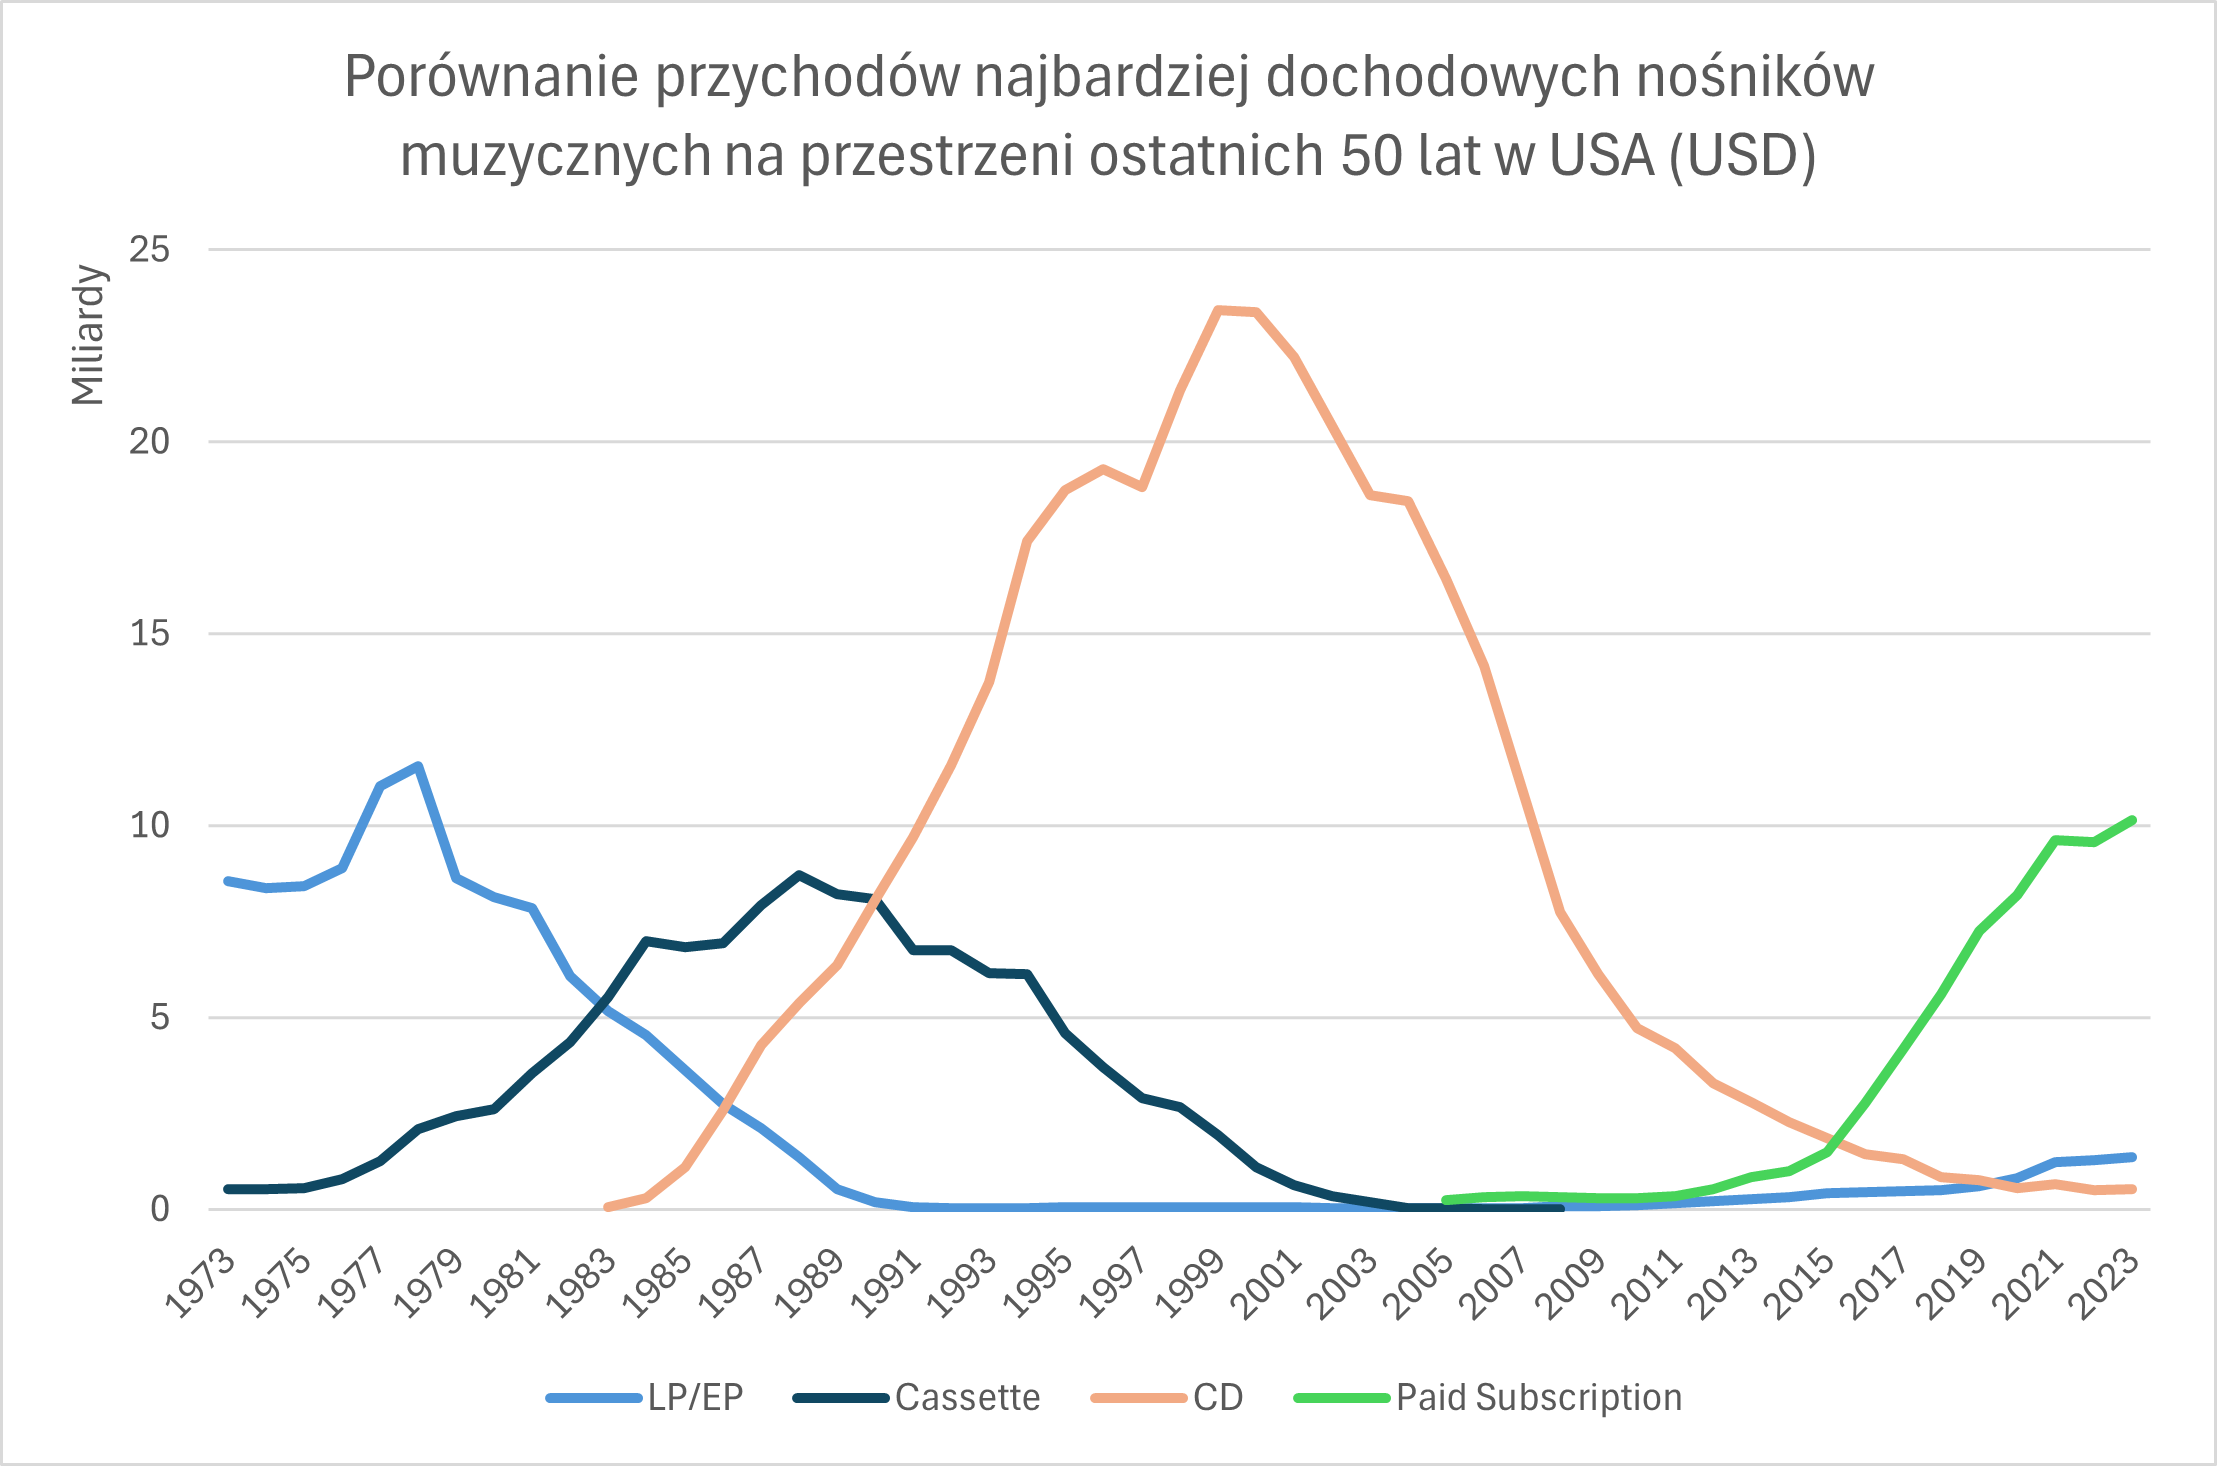 Porównanie przychodów najbardziej dochodowych nośników
muzycznych na przestrzeni ostatnich 50 lat w USA (USD)
Miliardy
25
20
15
10
5
0
1973 1975 1977 1979 1981 1983 1985 1987 1989 1991 1993 1995 1997 1999 2001 2003 2005 2007 2009 2011 2013 2015 2017 2019 2021 2023
LP/EP Cassette CD Paid Subscription